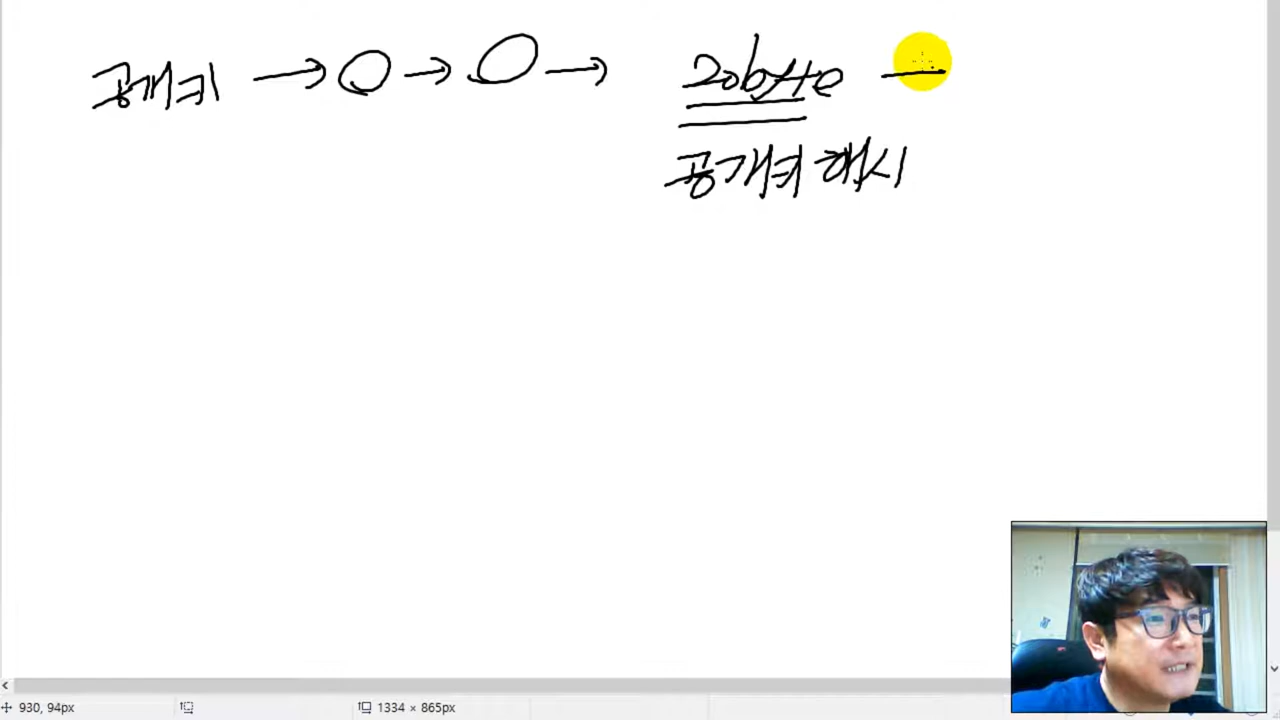 공개키 → ○ → ○ → 20byte
공개키 해시
930, 94px
1334 × 865px